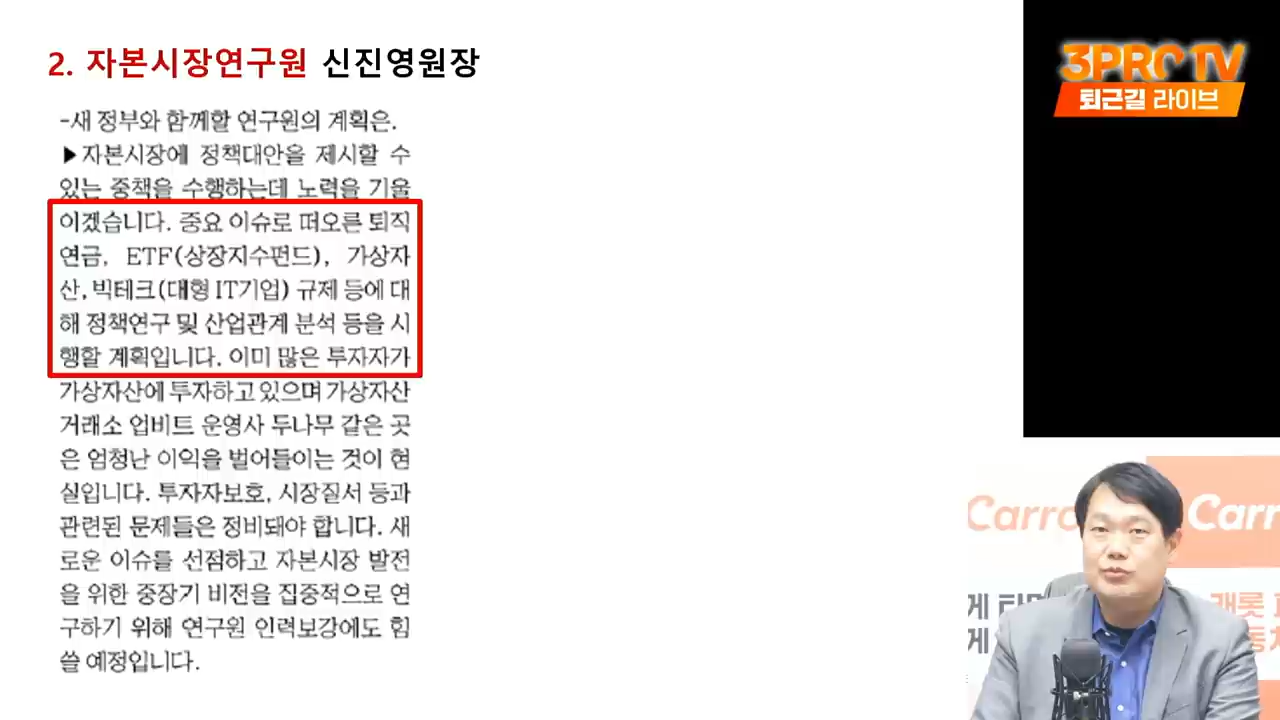 2. 자본시장연구원 신진영원장
-새 정부와 함께할 연구원의 계획은.
▶자본시장에 정책대안을 제시할 수
있는 중책을 수행하는데 노력을 기울
이겠습니다. 중요 이슈로 떠오른 퇴직
연금, ETF(상장지수펀드), 가상자
산, 빅테크(대형 IT기업) 규제 등에 대
해 정책연구 및 산업관계 분석 등을 시
행할 계획입니다. 이미 많은 투자자가
가상자산에 투자하고 있으며 가상자산
거래소 업비트 운영사 두나무 같은 곳
은 엄청난 이익을 벌어들이는 것이 현
실입니다. 투자자보호, 시장질서 등과
관련된 문제들은 정비돼야 합니다. 새
로운 이슈를 선점하고 자본시장 발전
을 위한 중장기 비전을 집중적으로 연
구하기 위해 연구원 인력보강에도 힘
쓸 예정입니다.
3PRO TV
퇴근길 라이브
Carr
Carr
게
캐롯
게